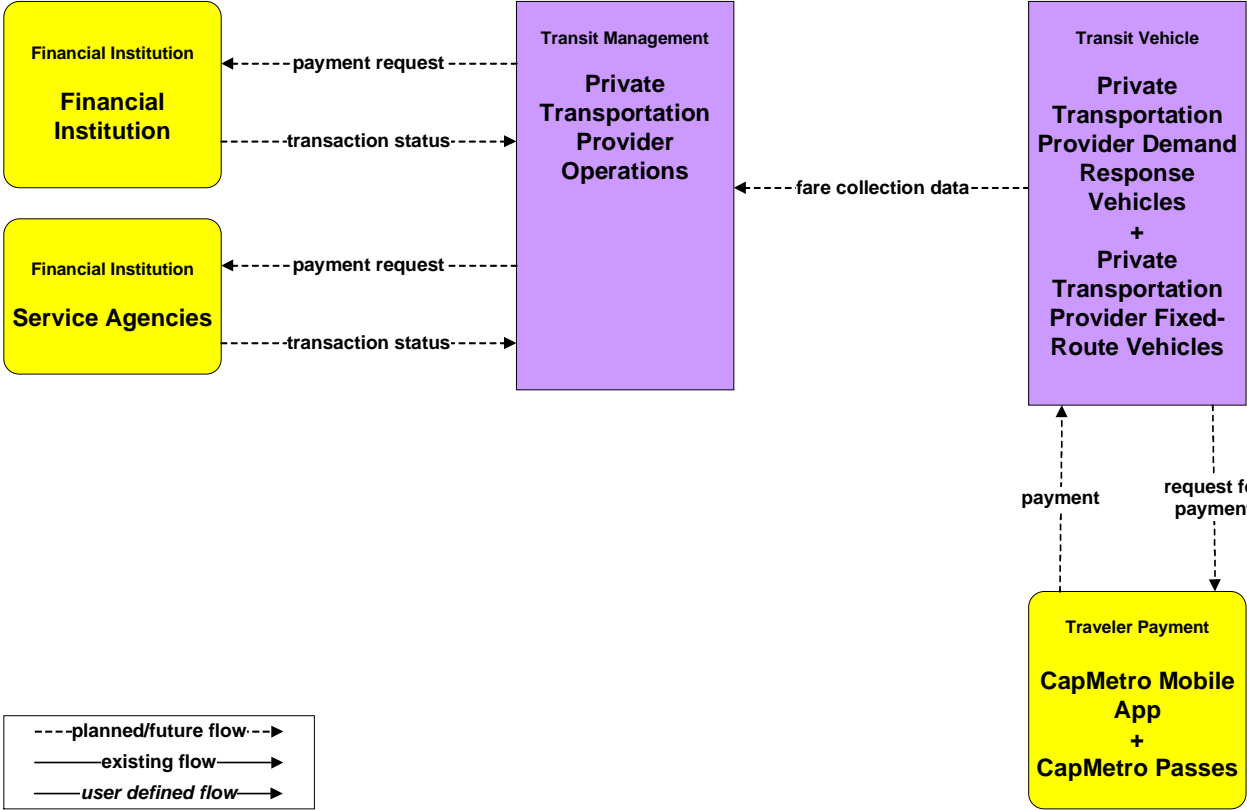 Financial Institution
Financial
Institution
payment request
transaction status
Transit Management
Private
Transportation
Provider
Operations
fare collection data
Transit Vehicle
Private
Transportation
Provider Demand
Response
Vehicles
+
Private
Transportation
Provider Fixed-
Route Vehicles
Financial Institution
Service Agencies
payment request
transaction status
payment
request f
paymen
Traveler Payment
CapMetro Mobile
App
+
CapMetro Passes
planned/future flow
existing flow
user defined flow